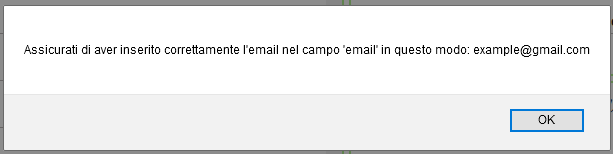 Assicurati di aver inserito correttamente l'email nel campo 'email' in questo modo: example@gmail.com
OK